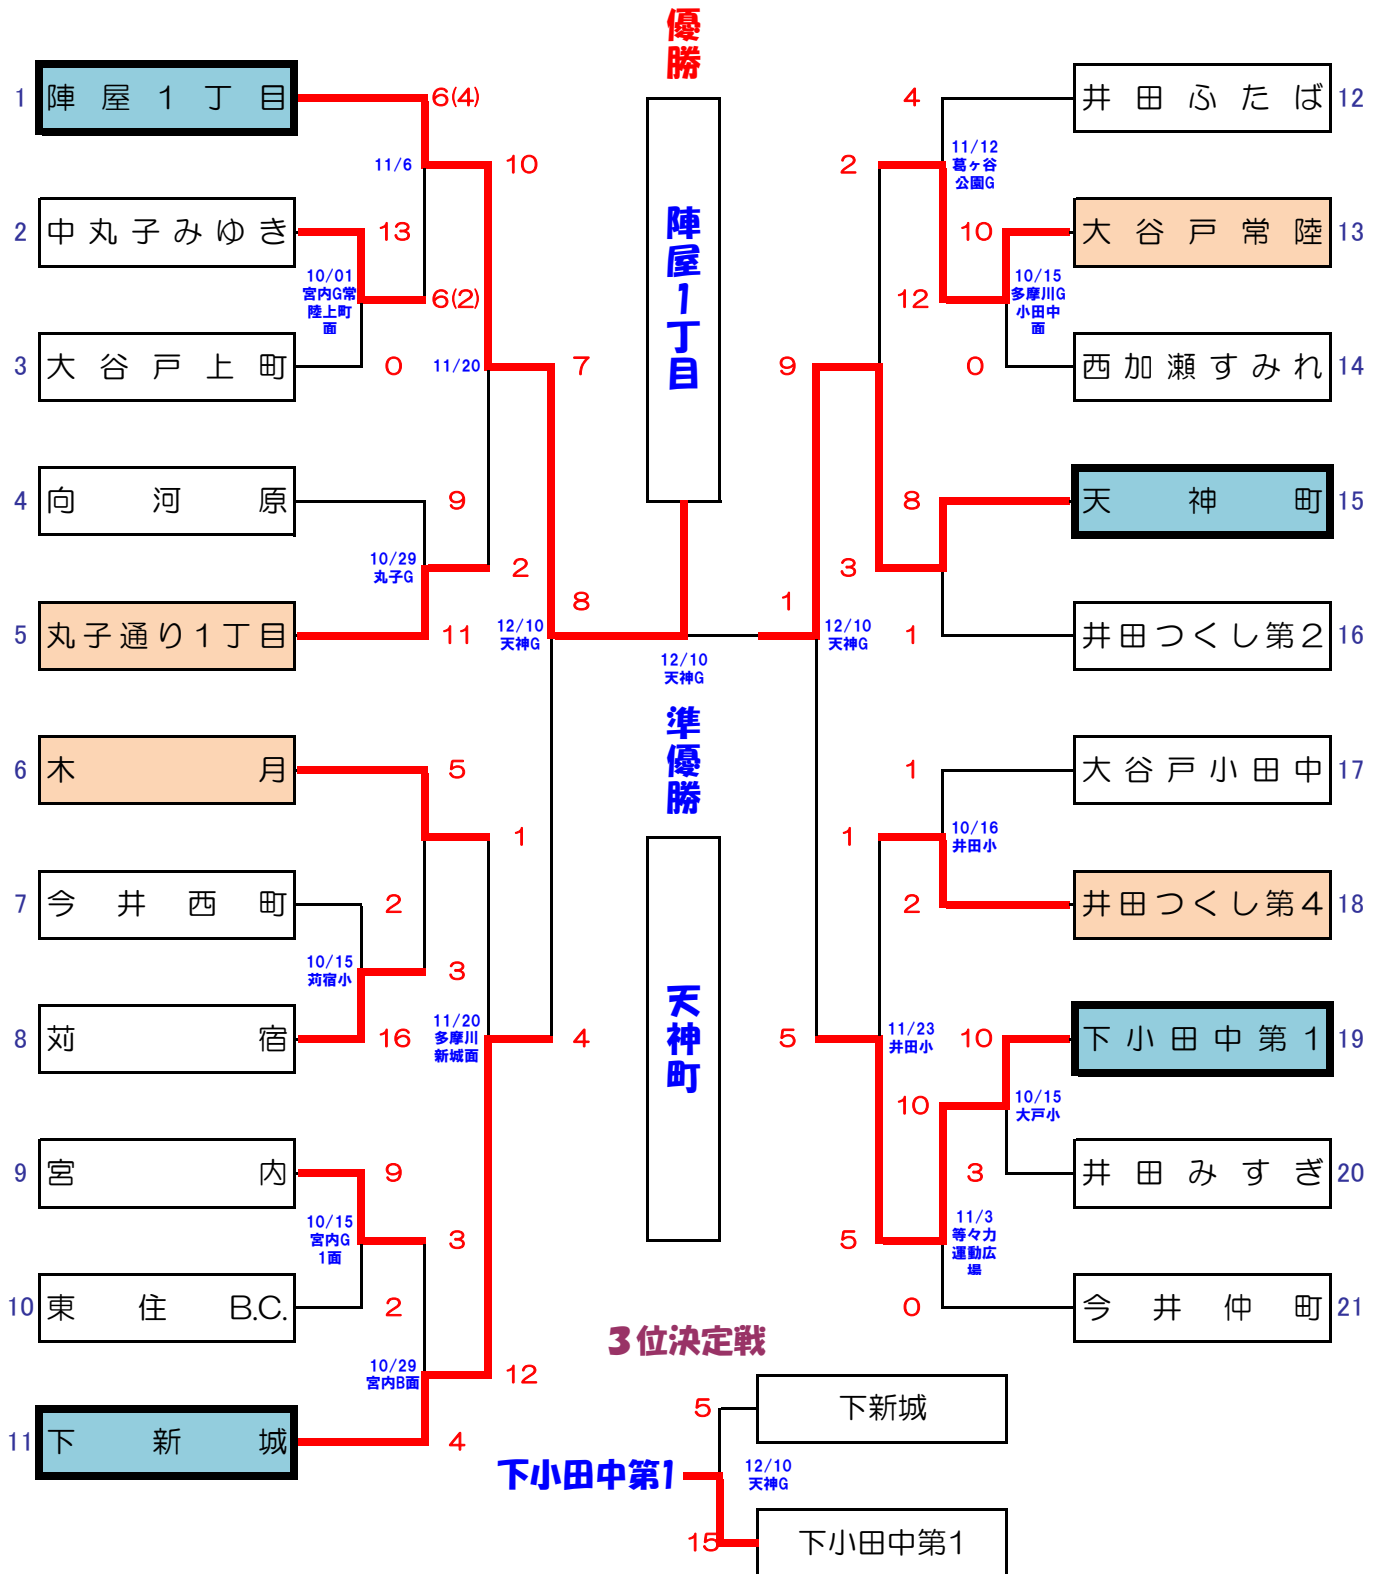 優勝
1 陣屋1丁目 6(4)
11/6
10
2 中丸子みゆき 13
10/01
宮内G常
陸上町
面
6(2)
3 大谷戸上町 0
11/20
7
4 向河原 9
10/29
丸子G
2
5 丸子通り1丁目 11
12/10
天神G
8
6 木月 5
1
7 今井西町 2
10/15
苅宿小
3
8 苅宿 16
11/20
多摩川
新城面
4
9 宮内 9
10/15
宮内G
1面
3
10 東住B.C. 2
10/29
宮内B面
12
11 下新城 4
陣屋1丁目
12/10
天神G
準優勝
天神町
4 井田ふたば 12
11/12
葛ヶ谷
公園G
2
10 大谷戸常陸 13
10/15
多摩川G
小田中
面
12
0 西加瀬すみれ 14
9
8 天神町 15
3
1
12/10
天神G
1 井田つくし第2 16
1 大谷戸小田中 17
10/16
井田小
1
2 井田つくし第4 18
5
11/23
井田小
10 下小田中第1 19
10/15
大戸小
10
3 井田みすぎ 20
11/3
等々力
運動広
場
5
0 今井仲町 21
3位決定戦
5 下新城
12/10
天神G
下小田中第1
15 下小田中第1